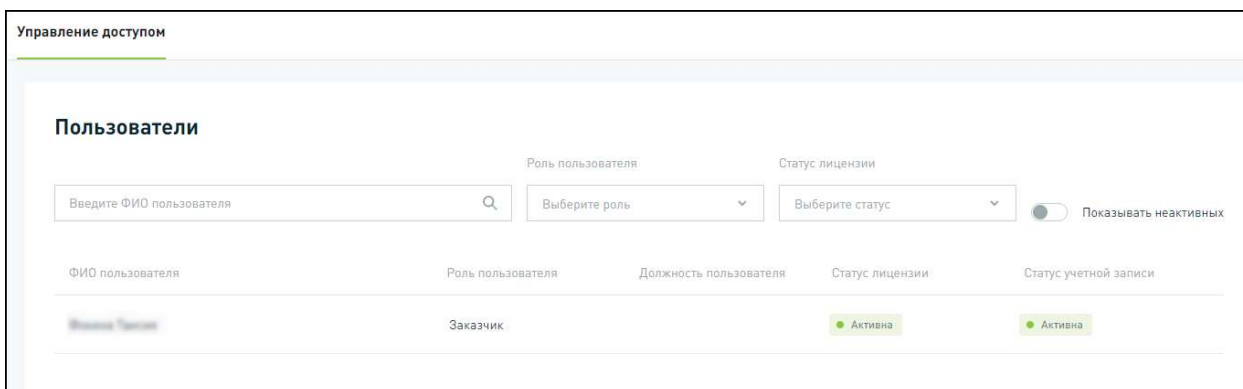 Управление доступом
Пользователи
Роль пользователя Статус лицензии
Введите ФИО пользователя Выберите роль Выберите статус Показывать неактивных
ФИО пользователя Роль пользователя Должность пользователя Статус лицензии Статус учетной записи
Заказчик Активна Активна